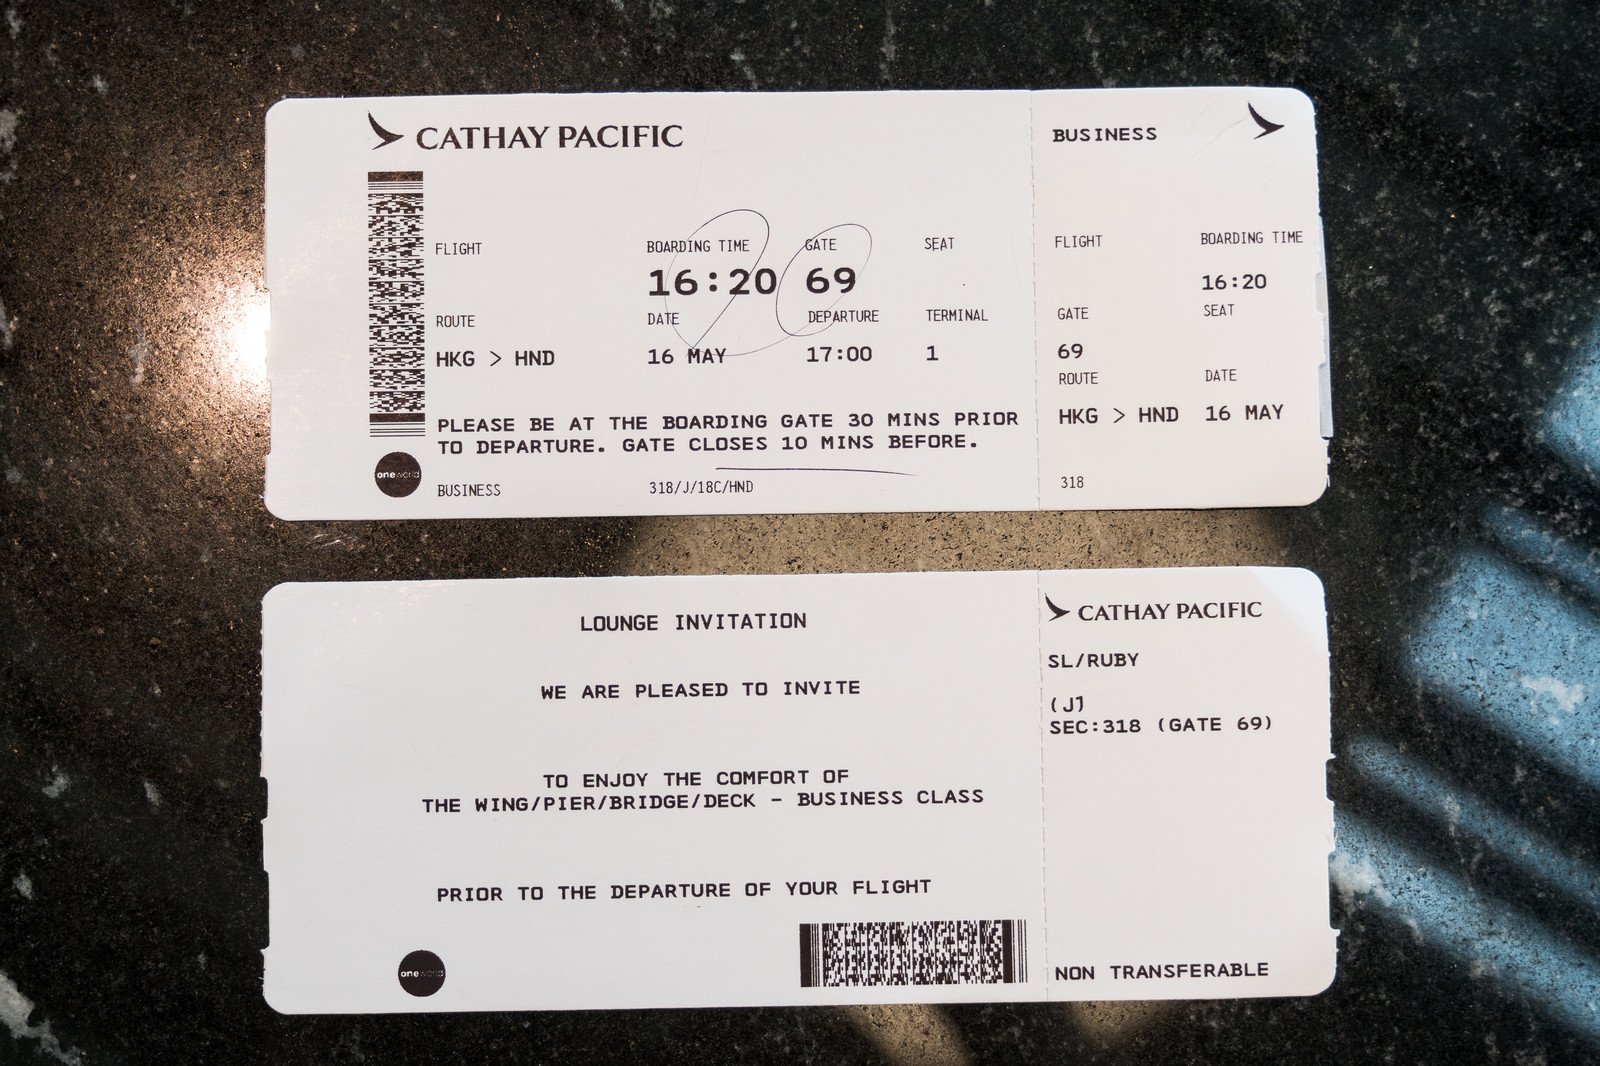 CATHAY PACIFIC
FLIGHT BOARDING TIME GATE SEAT
16:20 69
ROUTE DATE DEPARTURE TERMINAL
HKG > HND 16 MAY 17:00 1
PLEASE BE AT THE BOARDING GATE 30 MINS PRIOR
TO DEPARTURE. GATE CLOSES 10 MINS BEFORE.
oneworld
BUSINESS 318/J/18C/HND
BUSINESS
FLIGHT BOARDING TIME
16:20
GATE SEAT
69
ROUTE DATE
HKG > HND 16 MAY
318
LOUNGE INVITATION
WE ARE PLEASED TO INVITE
TO ENJOY THE COMFORT OF
THE WING/PIER/BRIDGE/DECK - BUSINESS CLASS
PRIOR TO THE DEPARTURE OF YOUR FLIGHT
oneworld
CATHAY PACIFIC
SL/RUBY
(J)
SEC:318 (GATE 69)
NON TRANSFERABLE